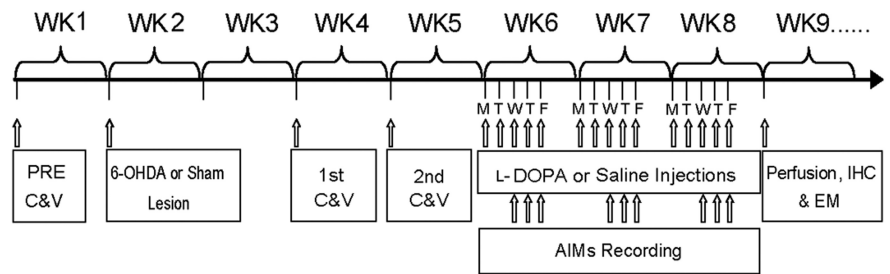 WK1 WK2 WK3 WK4 WK5 WK6 WK7 WK8 WK9......
M T W T F M T W T F M T W T F
PRE
C&V
6-OHDA or Sham
Lesion
1st
C&V
2nd
C&V
L-DOPA or Saline Injections
Perfusion, IHC
& EM
AIMs Recording